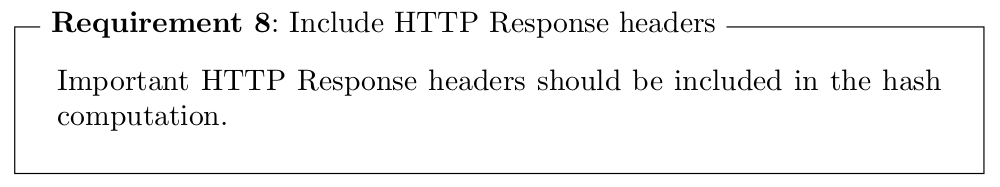 Requirement 8: Include HTTP Response headers
Important HTTP Response headers should be included in the hash
computation.